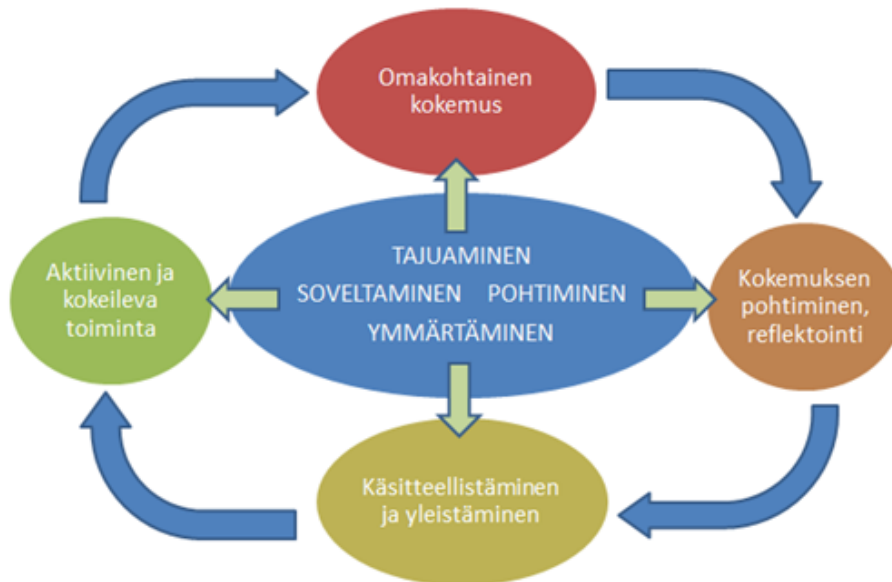 Omakohtainen
kokemus
TAJUAMINEN
SOVELTAMINEN POHTIMINEN
YMMÄRTÄMINEN
Aktiivinen ja
kokeileva
toiminta
Kokemuksen
pohtiminen,
reflektointi
Käsitteellistäminen
ja yleistäminen